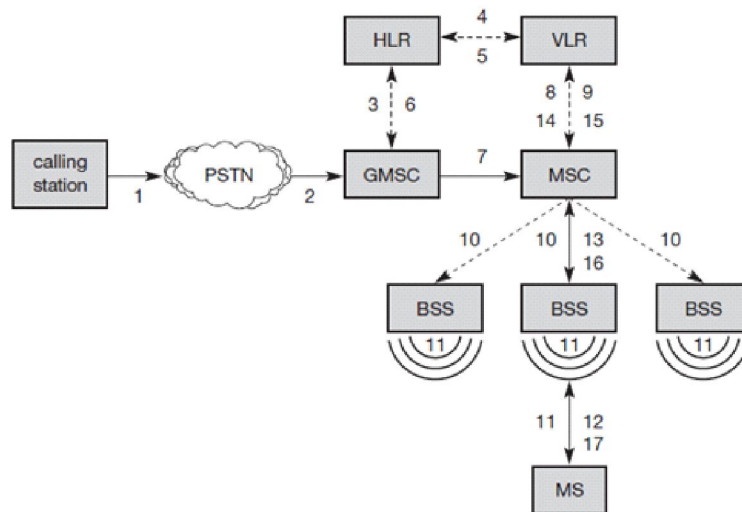 4
HLR
VLR
5
3 6
8 9
14 15
calling
station
PSTN
GMSC
7
MSC
1
2
10
10
13
10
16
BSS
BSS
BSS
11
11
11
11
12
17
MS